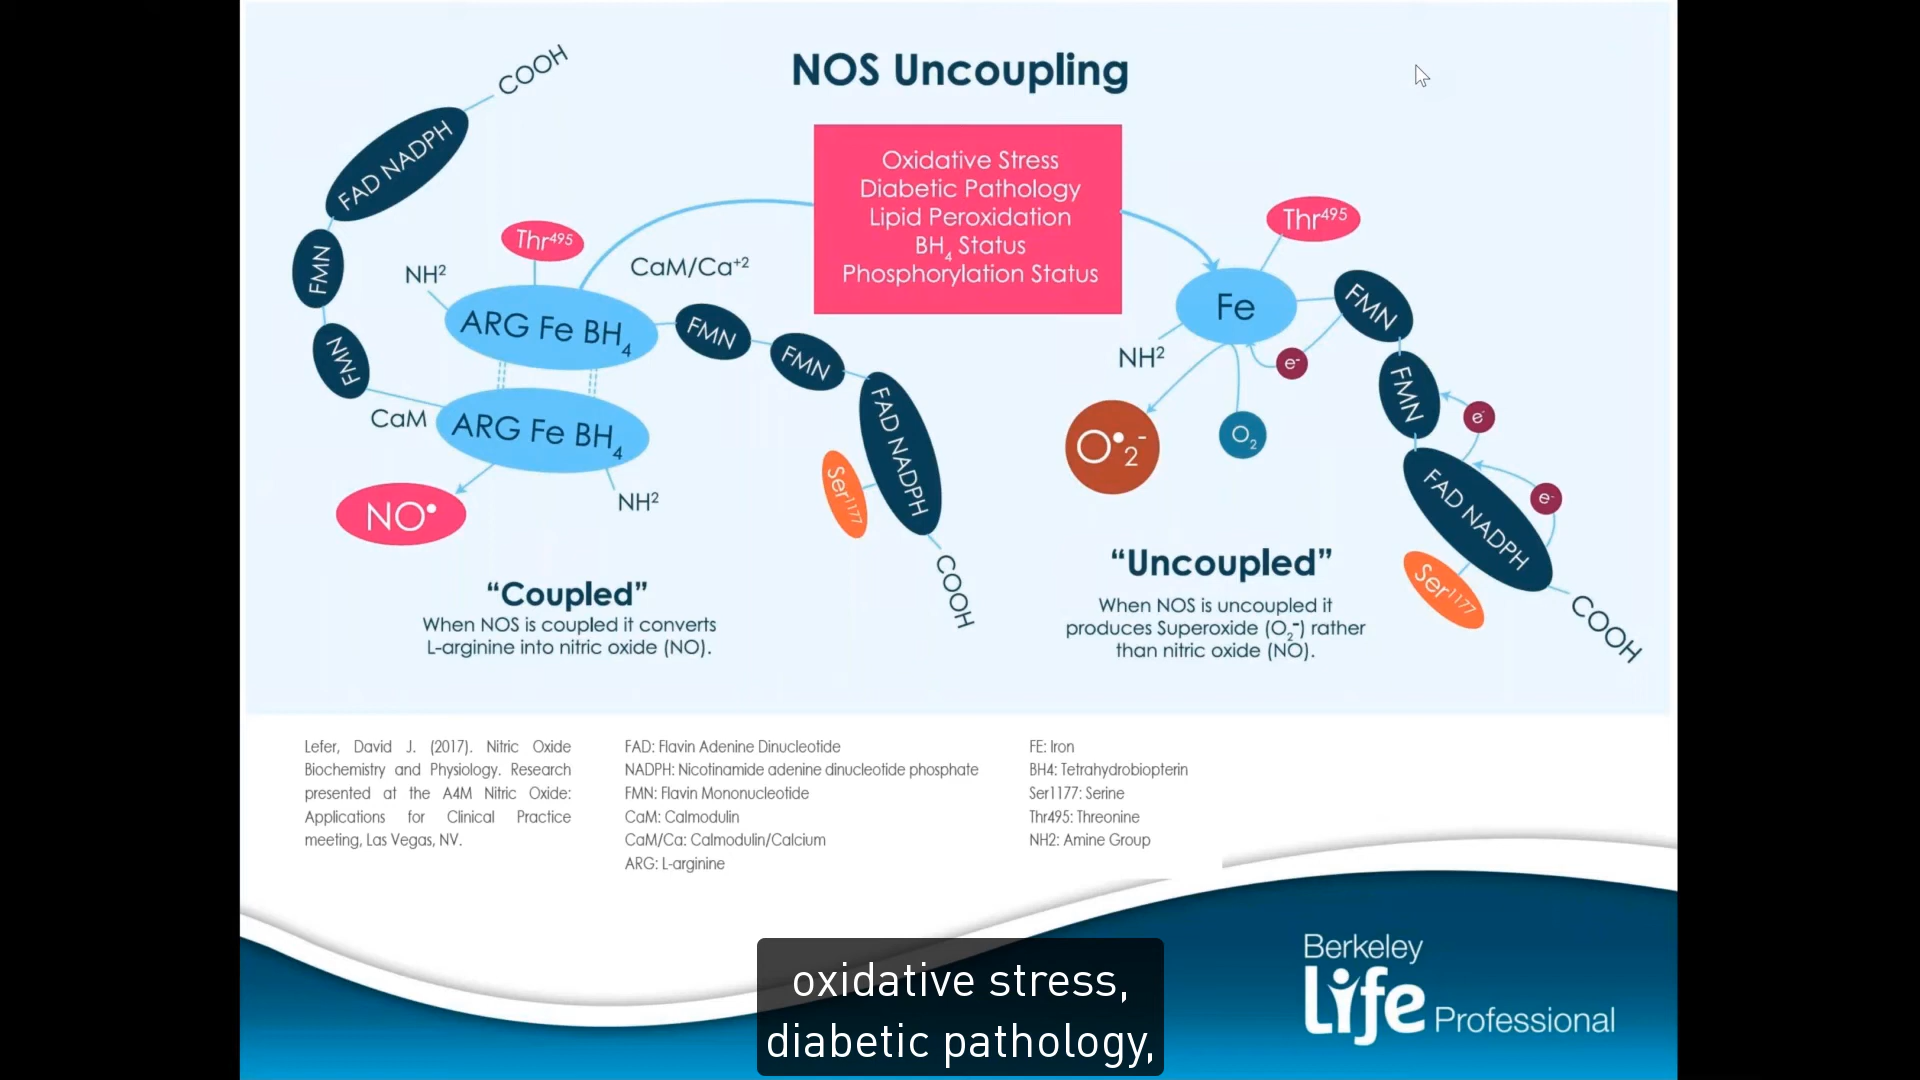 NOS Uncoupling
COOH
FAD NADPH
FMN
FMN
NH²
Thr⁴⁹⁵
CaM/Ca⁺²
ARG Fe BH₄
FMN
FMN
FAD NADPH
Ser¹¹⁷⁷
COOH
CaM
ARG Fe BH₄
NH²
NO•
"Coupled"
When NOS is coupled it converts
L-arginine into nitric oxide (NO).
Oxidative Stress
Diabetic Pathology
Lipid Peroxidation
BH₄ Status
Phosphorylation Status
Thr⁴⁹⁵
Fe
FMN
NH²
e⁻
FMN
e⁻
O•₂⁻
O₂
FAD NADPH
e⁻
Ser¹¹⁷⁷
COOH
"Uncoupled"
When NOS is uncoupled it
produces Superoxide (O₂⁻) rather
than nitric oxide (NO).
Lefer, David J. (2017). Nitric Oxide
Biochemistry and Physiology. Research
presented at the A4M Nitric Oxide:
Applications for Clinical Practice
meeting, Las Vegas, NV.
FAD: Flavin Adenine Dinucleotide
NADPH: Nicotinamide adenine dinucleotide phosphate
FMN: Flavin Mononucleotide
CaM: Calmodulin
CaM/Ca: Calmodulin/Calcium
ARG: L-arginine
FE: Iron
BH4: Tetrahydrobiopterin
Ser1177: Serine
Thr495: Threonine
NH2: Amine Group
Berkeley
Life Professional
oxidative stress,
diabetic pathology,